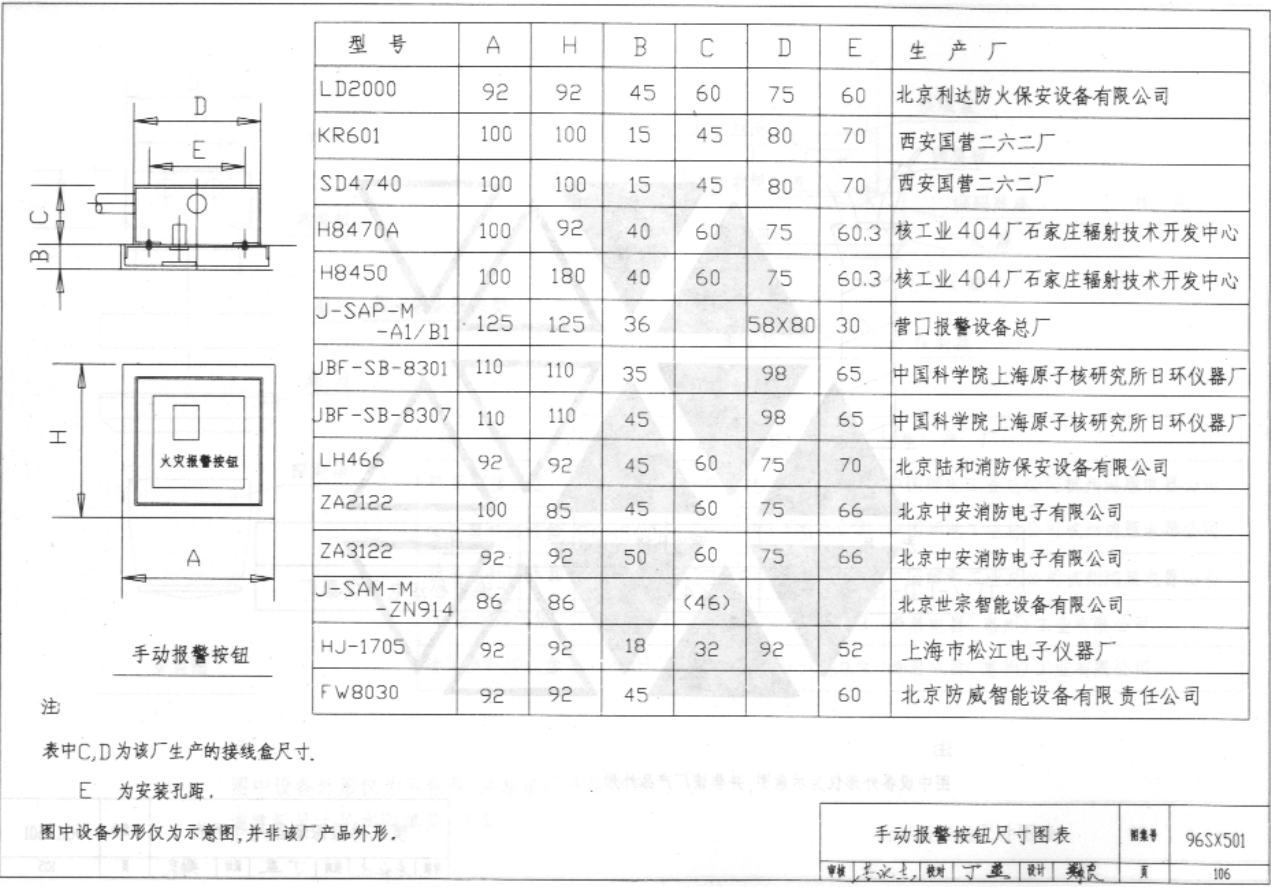 型号 A H B C D E 生产厂
LD2000 92 92 45 60 75 60 北京利达防火保安设备有限公司
KR601 100 100 15 45 80 70 西安国营二六二厂
SD4740 100 100 15 45 80 70 西安国营二六二厂
H8470A 100 92 40 60 75 60.3 核工业404厂石家庄辐射技术开发中心
H8450 100 180 40 60 75 60.3 核工业404厂石家庄辐射技术开发中心
J-SAP-M
-A1/B1 125 125 36 58X80 30 营口报警设备总厂
JBF-SB-8301 110 110 35 98 65 中国科学院上海原子核研究所日环仪器厂
JBF-SB-8307 110 110 45 98 65 中国科学院上海原子核研究所日环仪器厂
LH466 92 92 45 60 75 70 北京陆和消防保安设备有限公司
ZA2122 100 85 45 60 75 66 北京中安消防电子有限公司
ZA3122 92 92 50 60 75 66 北京中安消防电子有限公司
J-SAM-M
-ZN914 86 86 (46) 北京世宗智能设备有限公司
HJ-1705 92 92 18 32 92 52 上海市松江电子仪器厂
FW8030 92 92 45 60 北京防威智能设备有限责任公司
D
E
C
B
H
火灾报警按钮
A
手动报警按钮
注
表中C,D为该厂生产的接线盒尺寸.
E 为安装孔距.
图中设备外形仅为示意图,并非该厂产品外形.
手动报警按钮尺寸图表 图集号 96SX501
审核 校对 设计 页 106